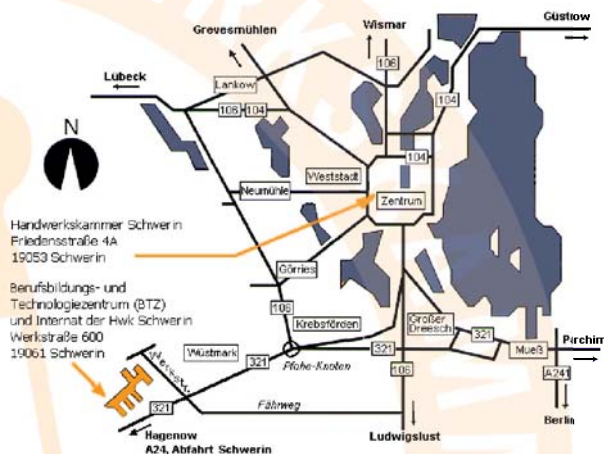 Güstrow
Wismar
Grevesmühlen
Lübeck
106
Lankow
106
104
104
N
104
Weststadt
Neumühle
Zentrum
Handwerkskammer Schwerin
Friedensstraße 4A
19053 Schwerin
Görries
Berufsbildungs- und
Technologiezentrum (BTZ)
und Internat der Hwk Schwerin
Werkstraße 600
19061 Schwerin
106
Krebsförden
Großer
Dreesch
321
Parchim
Werkstr.
Wüstmark
321
Pfohe-Knoten
321
Mueß
106
A241
321
Fährweg
Berlin
Hagenow
A24, Abfahrt Schwerin
Ludwigslust